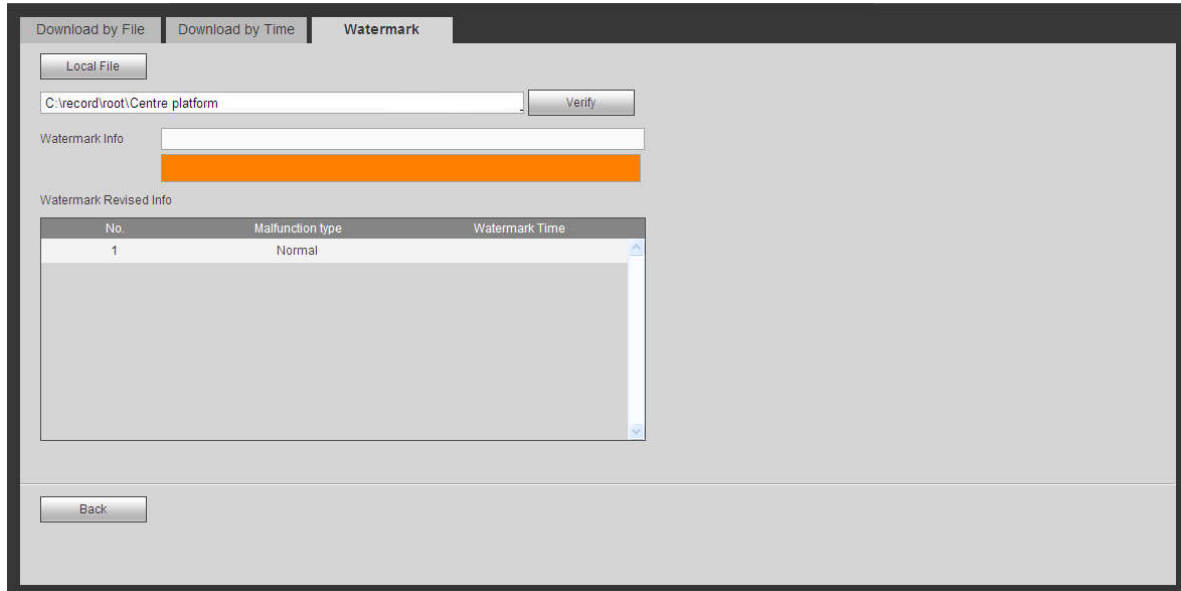 Download by File Download by Time Watermark
Local File
C:\record\root\Centre platform Verify
Watermark Info
Watermark Revised Info
No. Malfunction type Watermark Time
1 Normal
Back